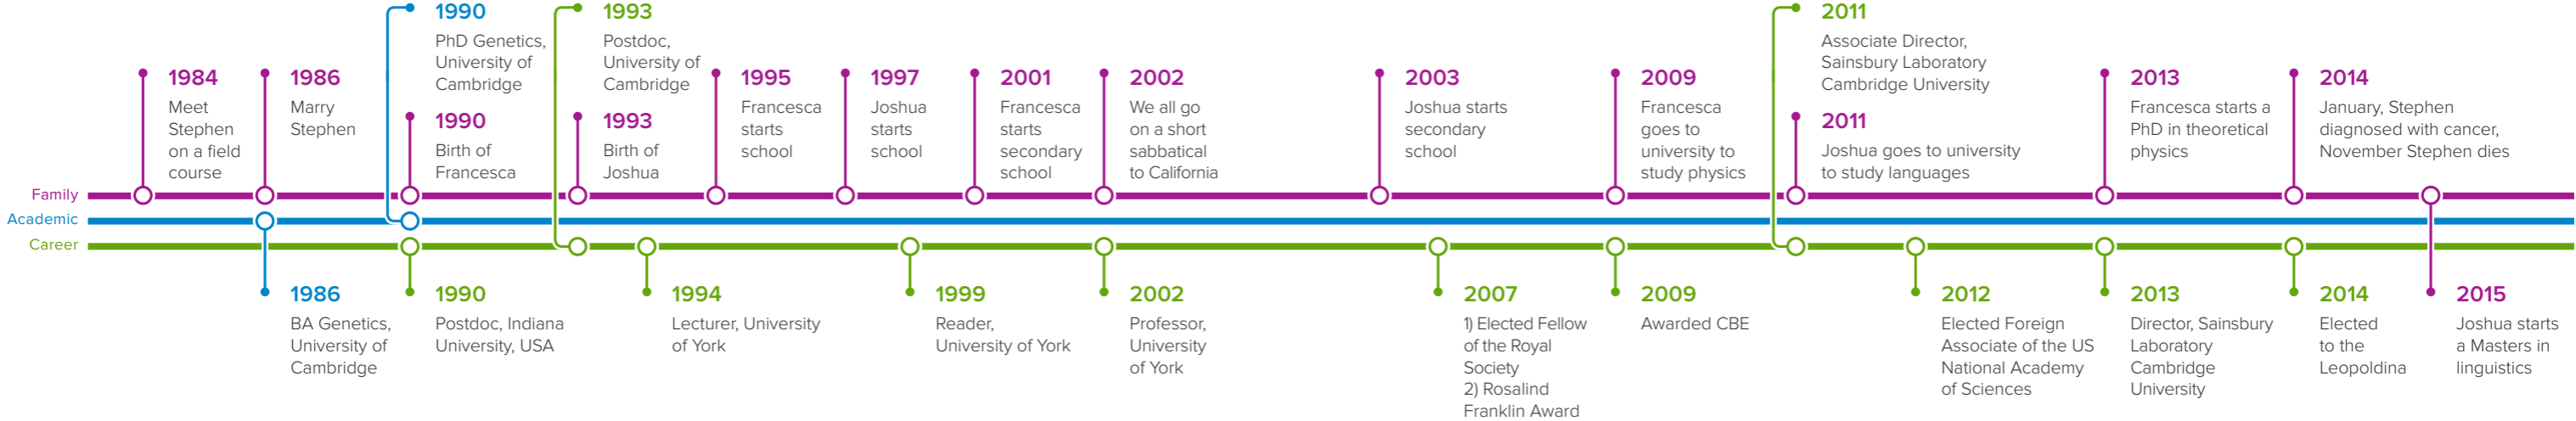 1990
PhD Genetics,
University of
Cambridge
1993
Postdoc,
University of
Cambridge
2011
Associate Director,
Sainsbury Laboratory
Cambridge University
1984
Meet
Stephen
on a field
course
1986
Marry
Stephen
1990
Birth of
Francesca
1993
Birth of
Joshua
1995
Francesca
starts
school
1997
Joshua
starts
school
2001
Francesca
starts
secondary
school
2002
We all go
on a short
sabbatical
to California
2003
Joshua starts
secondary
school
2009
Francesca
goes to
university to
study physics
2011
Joshua goes to university
to study languages
2013
Francesca starts a
PhD in theoretical
physics
2014
January, Stephen
diagnosed with cancer,
November Stephen dies
Family
Academic
Career
1986
BA Genetics,
University of
Cambridge
1990
Postdoc, Indiana
University, USA
1994
Lecturer, University
of York
1999
Reader,
University of York
2002
Professor,
University
of York
2007
1) Elected Fellow
of the Royal
Society
2) Rosalind
Franklin Award
2009
Awarded CBE
2012
Elected Foreign
Associate of the US
National Academy
of Sciences
2013
Director, Sainsbury
Laboratory
Cambridge
University
2014
Elected
to the
Leopoldina
2015
Joshua starts
a Masters in
linguistics